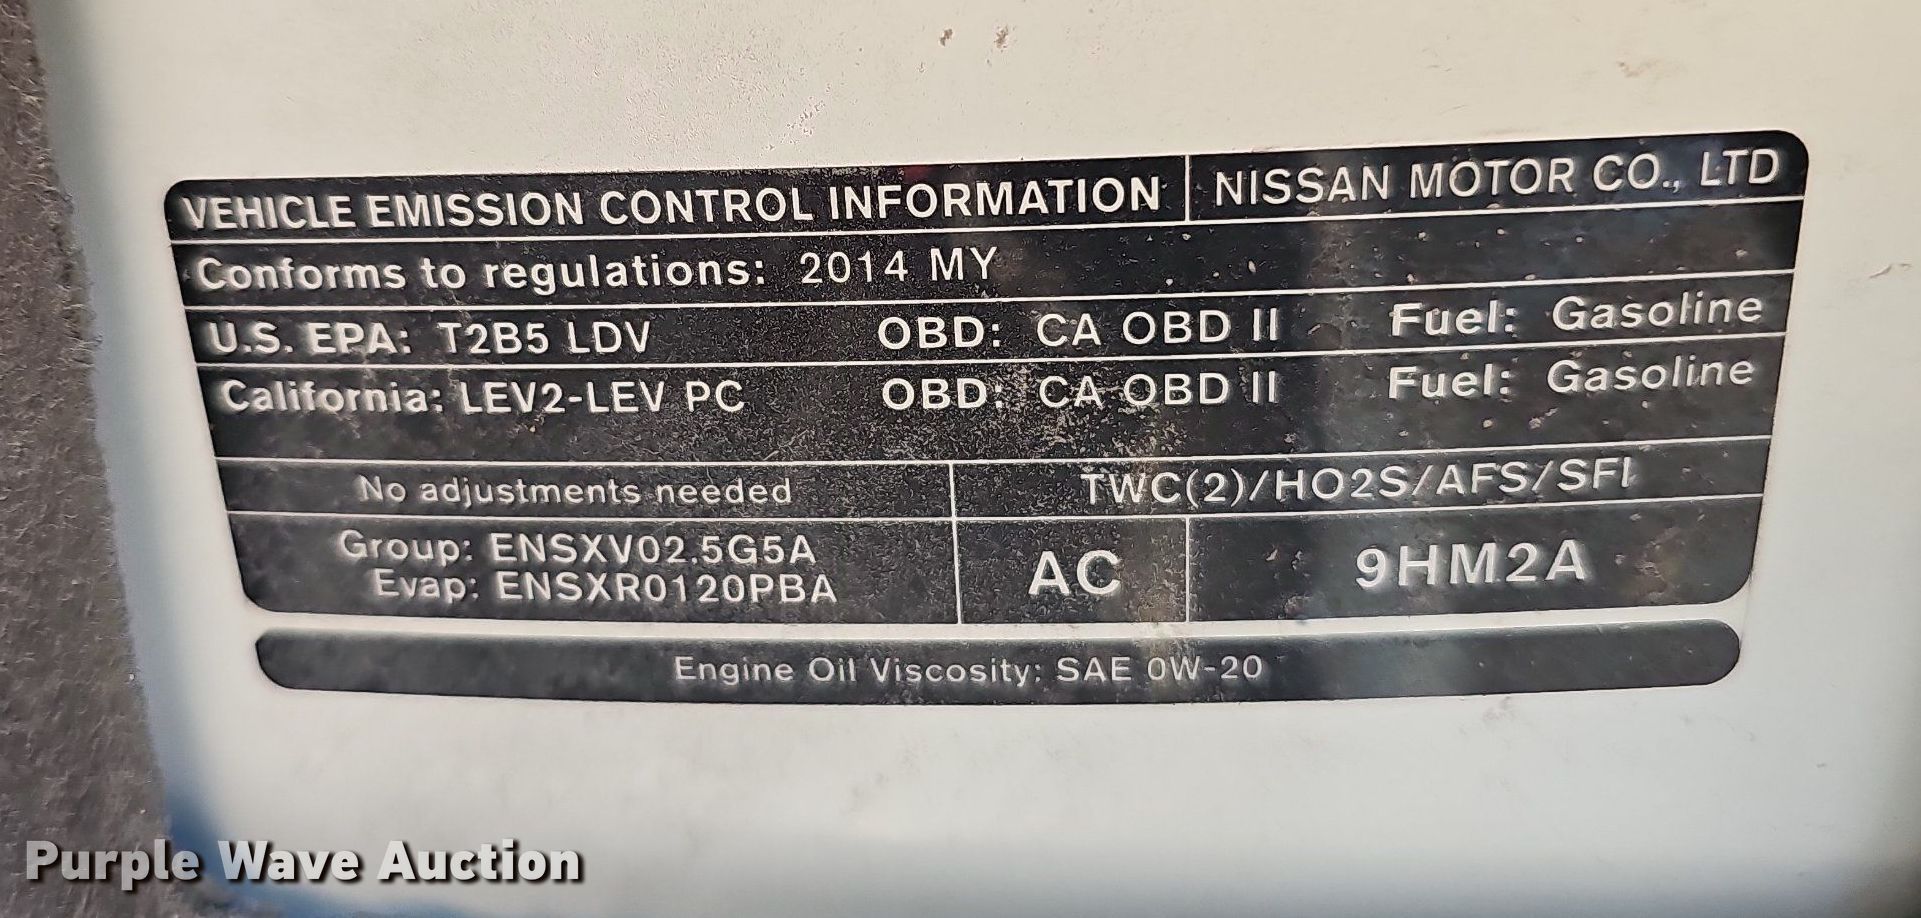 VEHICLE EMISSION CONTROL INFORMATION NISSAN MOTOR CO., LTD
Conforms to regulations: 2014 MY
U.S. EPA: T2B5 LDV OBD: CA OBD II Fuel: Gasoline
California: LEV2-LEV PC OBD: CA OBD II Fuel: Gasoline
No adjustments needed TWC(2)/HO2S/AFS/SFI
Group: ENSXV02.5G5A
Evap: ENSXR0120PBA
AC 9HM2A
Engine Oil Viscosity: SAE 0W-20
Purple Wave Auction